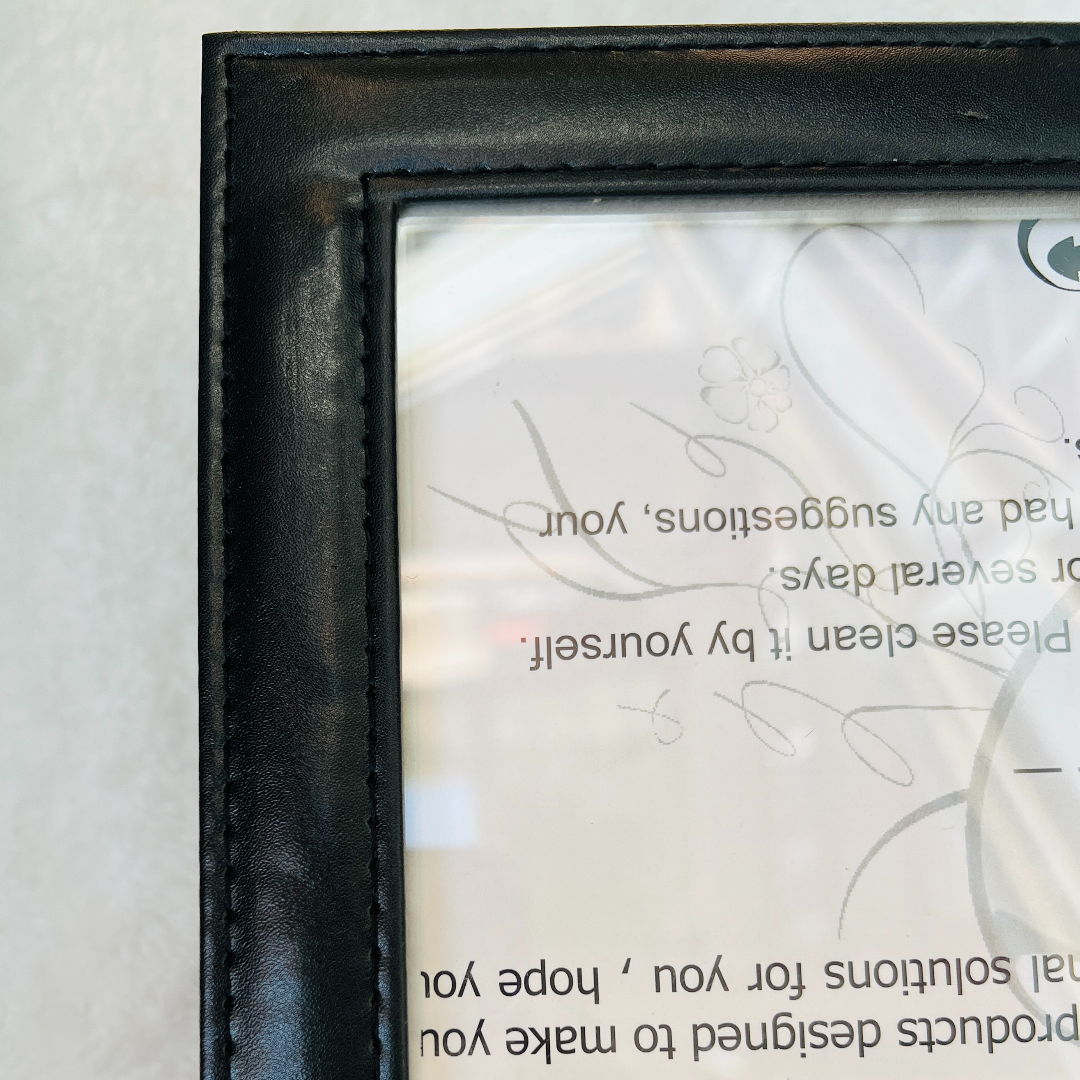 products designed to make you
nal solutions for you , hope you
Please clean it by yourself.
or several days.
had any suggestions, your
s.